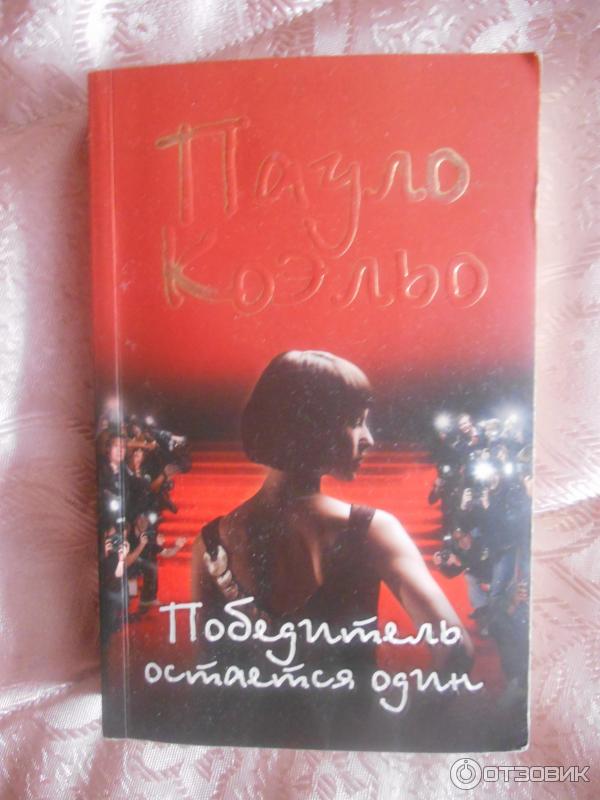 Пауло
Коэльо
Победитель
остается один
ОТЗОВИК